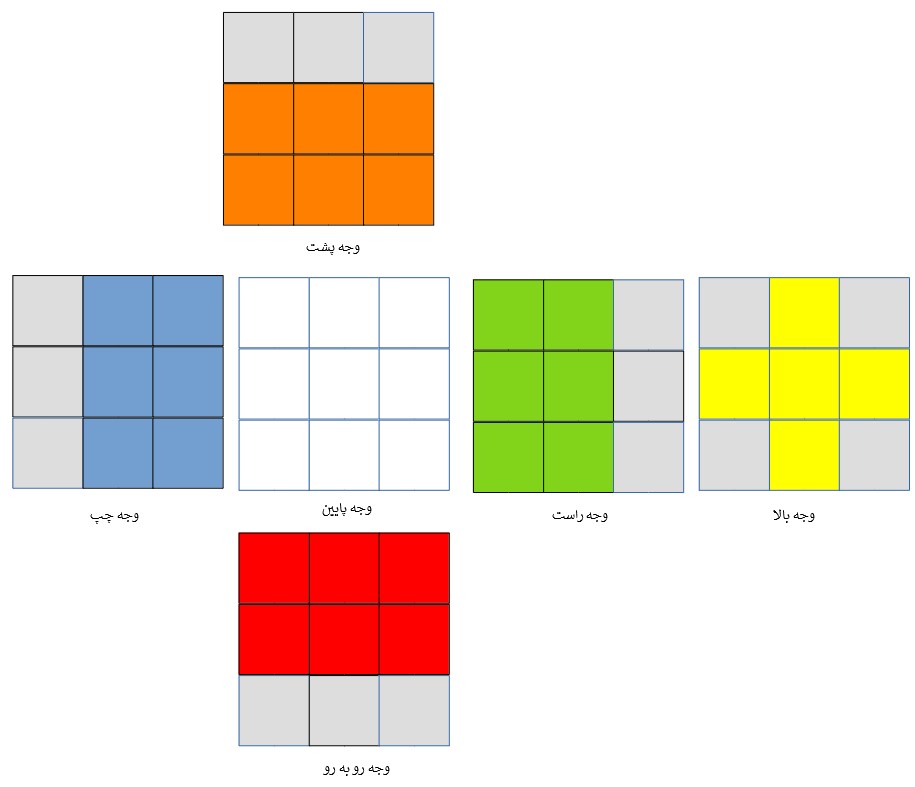 وجه پشت
وجه چپ
وجه پایین
وجه راست
وجه بالا
وجه رو به رو